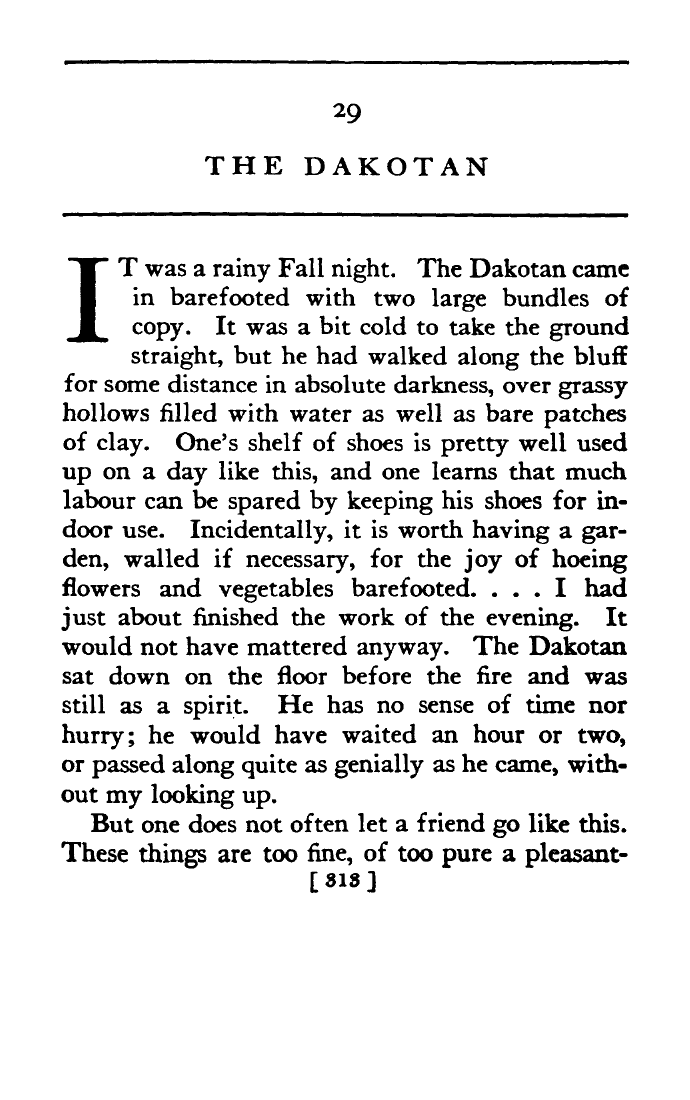 29
THE DAKOTAN
IT was a rainy Fall night. The Dakotan came
in barefooted with two large bundles of
copy. It was a bit cold to take the ground
straight, but he had walked along the bluff
for some distance in absolute darkness, over grassy
hollows filled with water as well as bare patches
of clay. One's shelf of shoes is pretty well used
up on a day like this, and one learns that much
labour can be spared by keeping his shoes for in-
door use. Incidentally, it is worth having a gar-
den, walled if necessary, for the joy of hoeing
flowers and vegetables barefooted. . . . I had
just about finished the work of the evening. It
would not have mattered anyway. The Dakotan
sat down on the floor before the fire and was
still as a spirit. He has no sense of time nor
hurry; he would have waited an hour or two,
or passed along quite as genially as he came, with-
out my looking up.
But one does not often let a friend go like this.
These things are too fine, of too pure a pleasant-
[ 313 ]